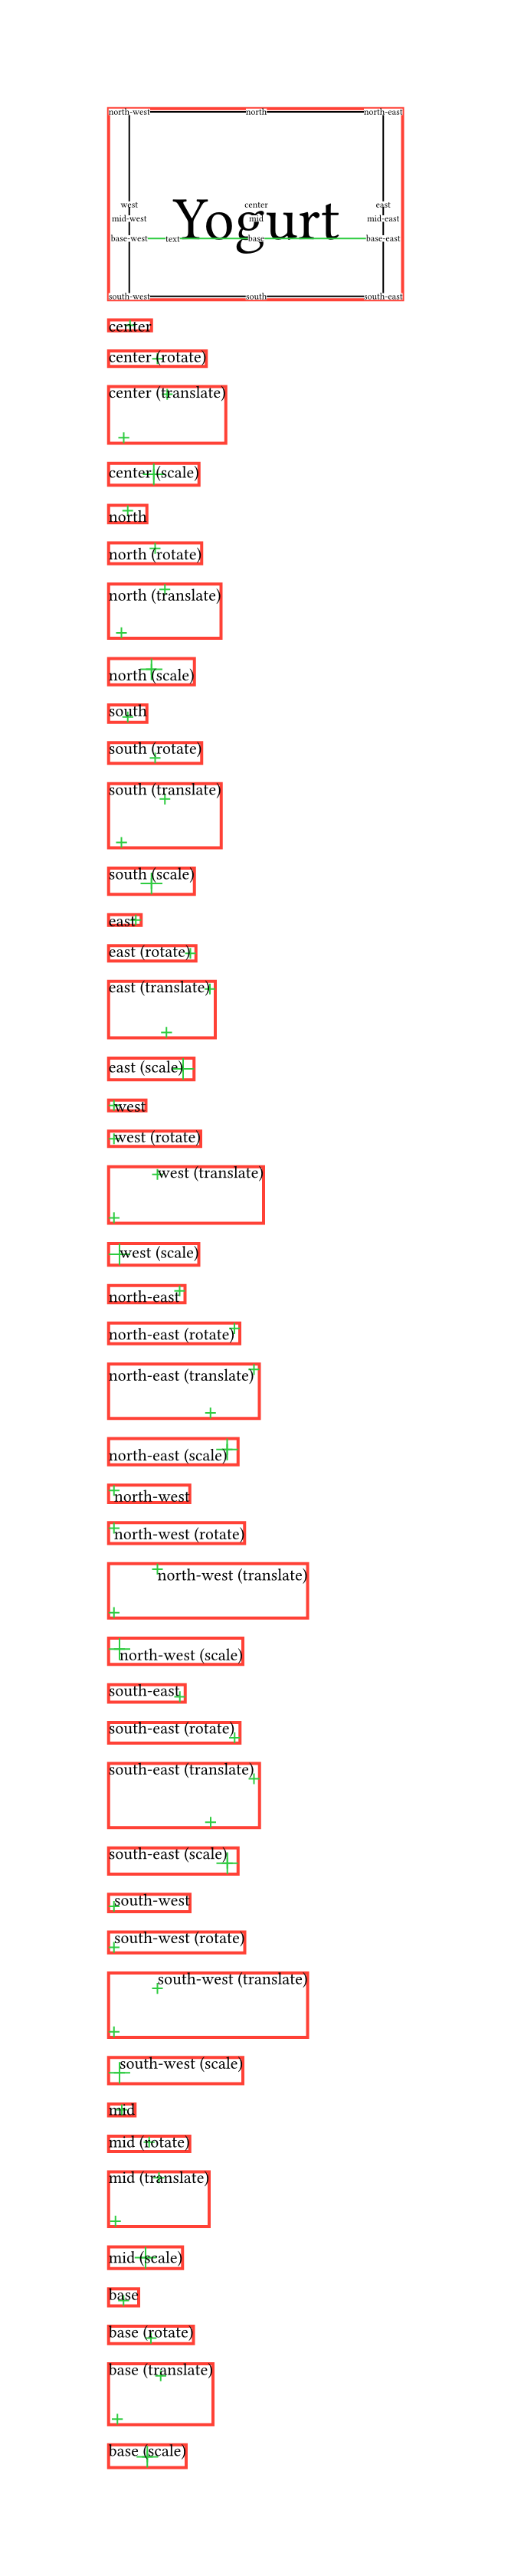 north-west north north-east
west center east
mid-west mid mid-east
Yogurt
base-west text base base-east
south-west south south-east
center
center (rotate)
center (translate)
center (scale)
north
north (rotate)
north (translate)
north (scale)
south
south (rotate)
south (translate)
south (scale)
east
east (rotate)
east (translate)
east (scale)
west
west (rotate)
west (translate)
west (scale)
north-east
north-east (rotate)
north-east (translate)
north-east (scale)
north-west
north-west (rotate)
north-west (translate)
north-west (scale)
south-east
south-east (rotate)
south-east (translate)
south-east (scale)
south-west
south-west (rotate)
south-west (translate)
south-west (scale)
mid
mid (rotate)
mid (translate)
mid (scale)
base
base (rotate)
base (translate)
base (scale)